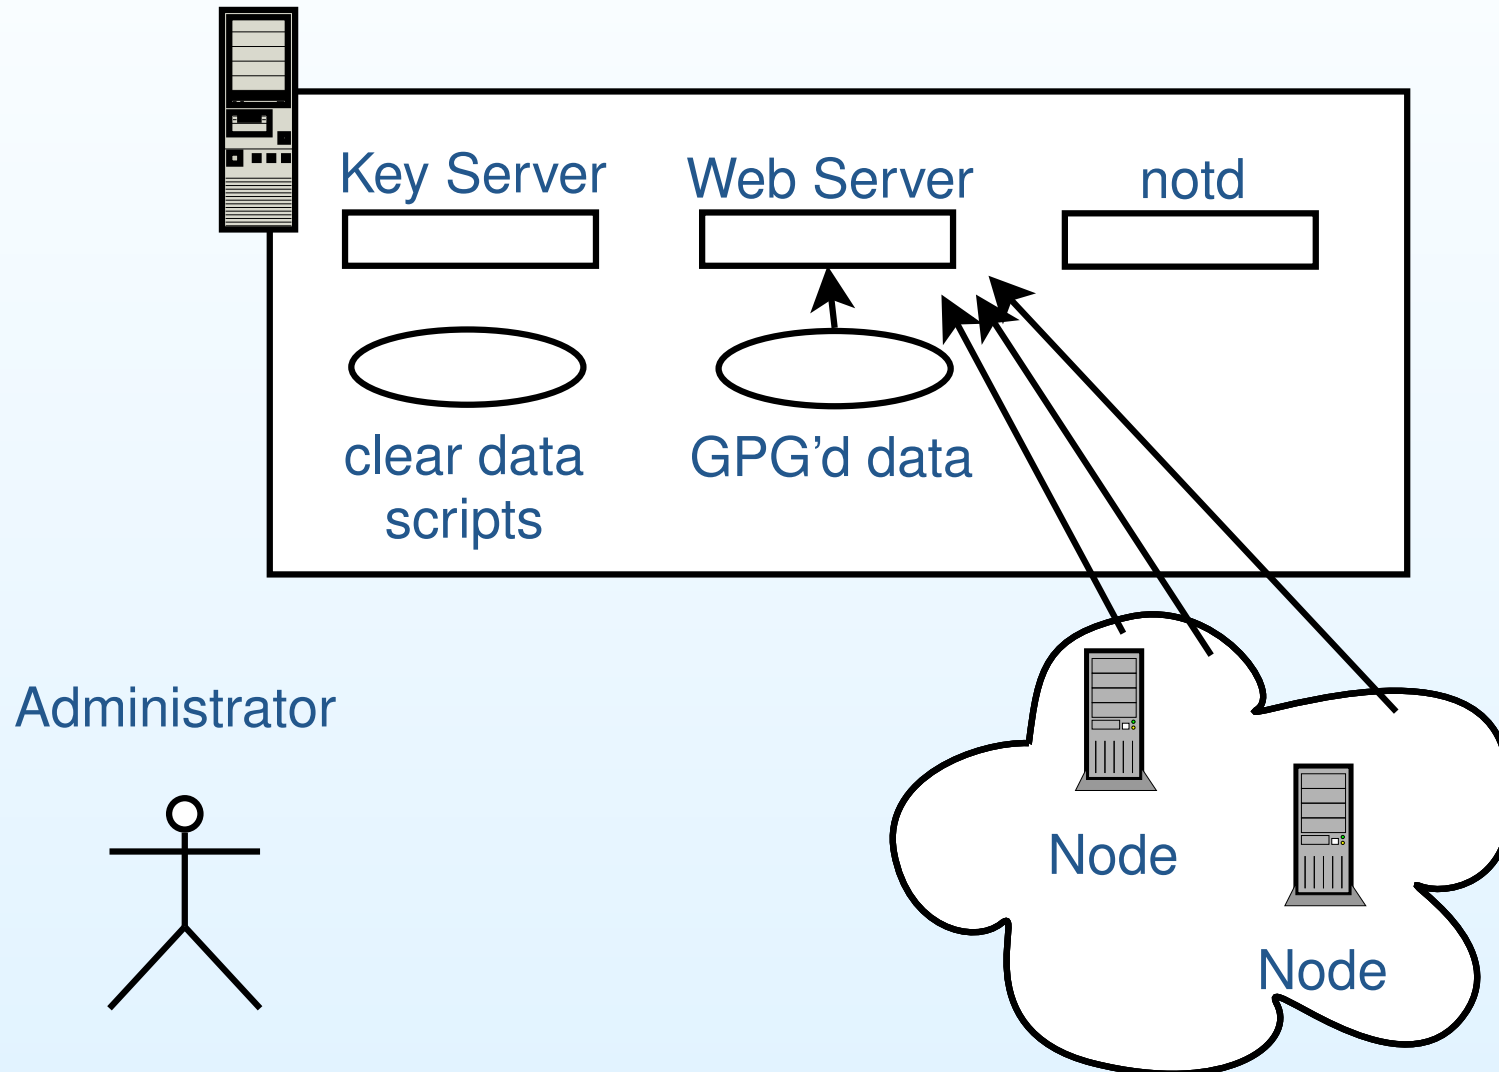 Key Server
Web Server
notd
clear data
scripts
GPG'd data
Administrator
Node
Node